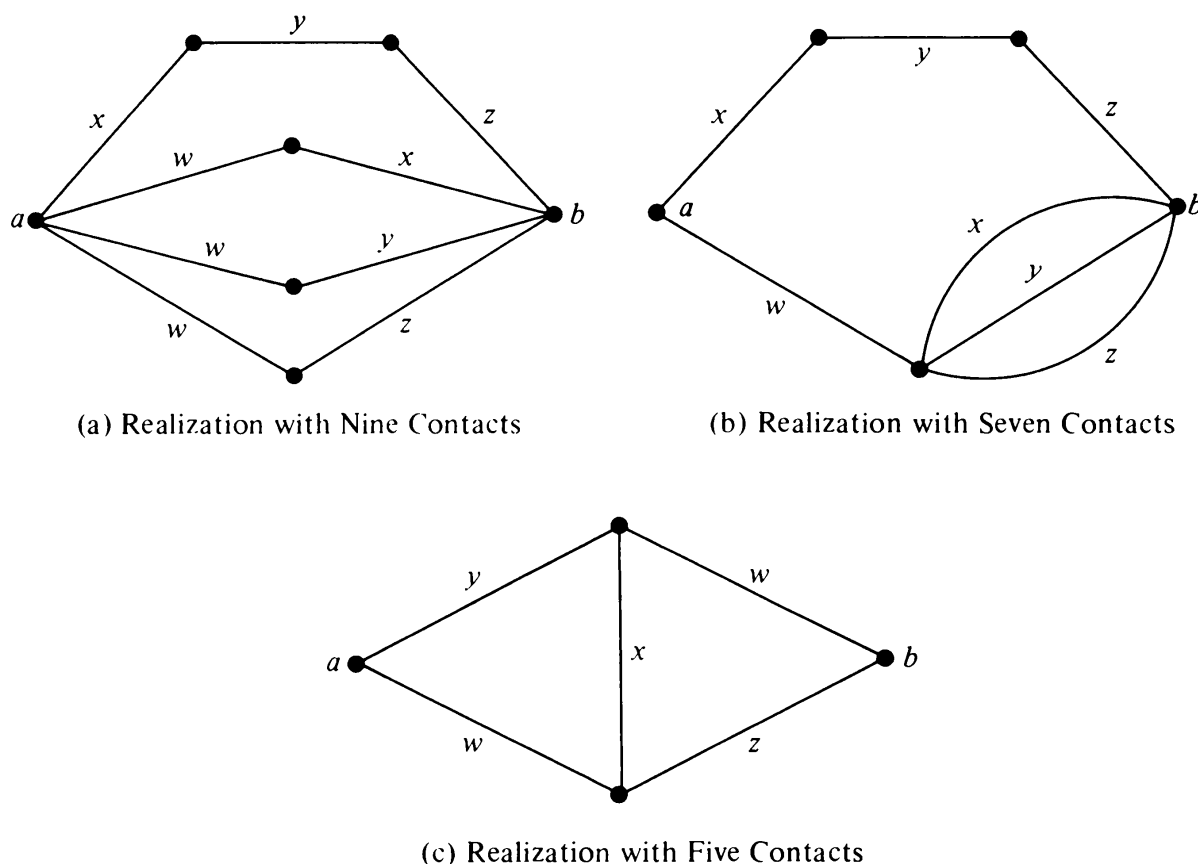 y
y
x
z
x
z
w
x
a
b
a
b
w
y
x
y
w
z
w
z
(a) Realization with Nine Contacts
(b) Realization with Seven Contacts
y
w
a
x
b
w
z
(c) Realization with Five Contacts